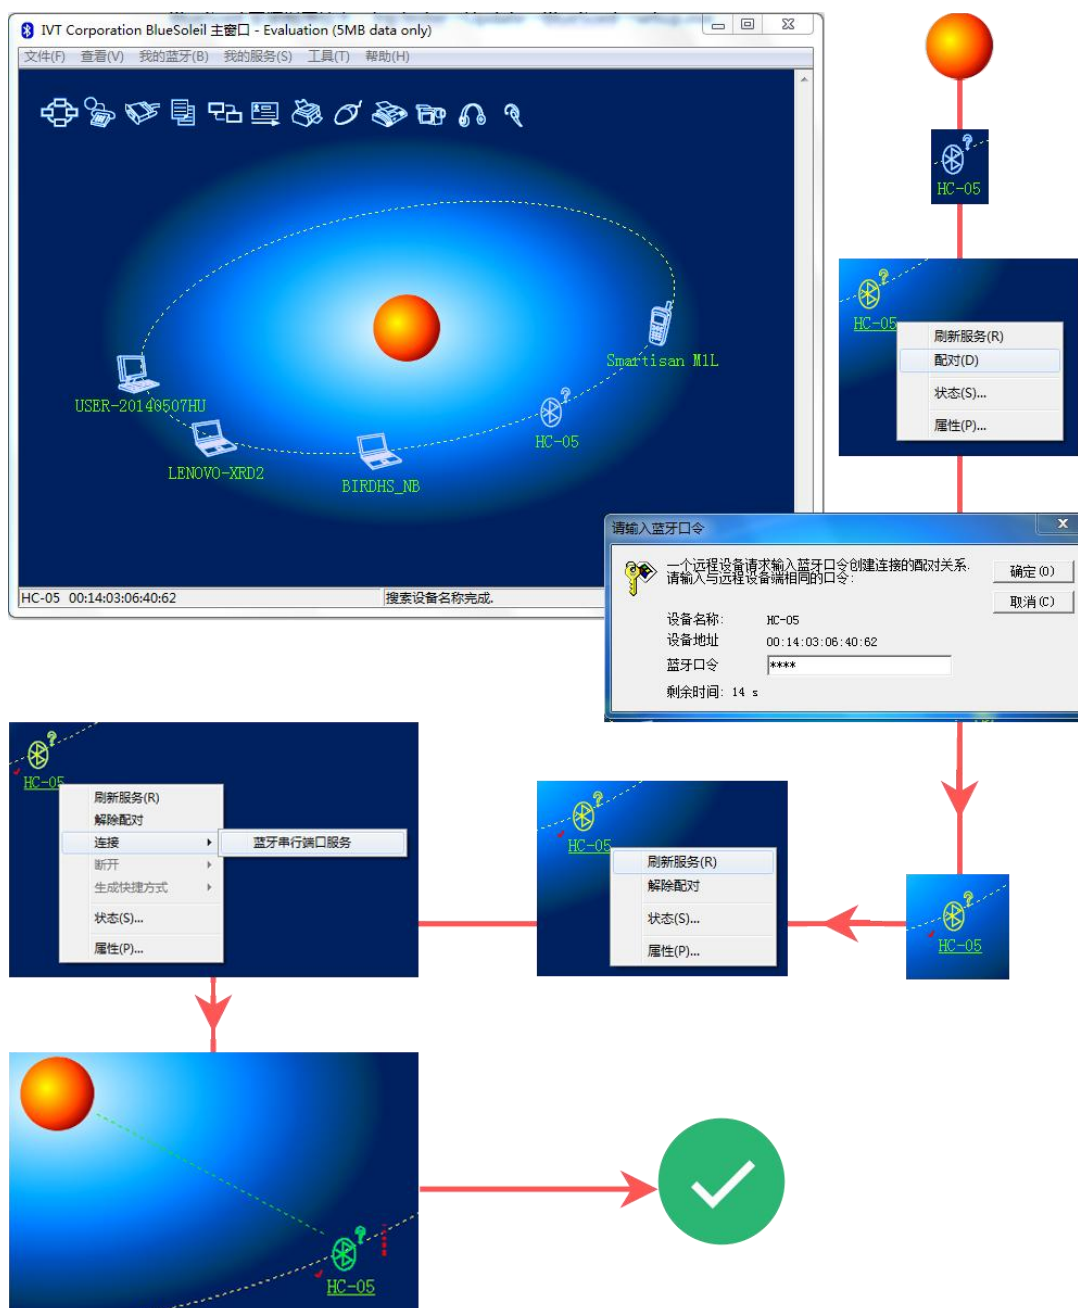 IVT Corporation BlueSoleil 主窗口 - Evaluation (5MB data only)
文件(F) 查看(V) 我的蓝牙(B) 我的服务(S) 工具(T) 帮助(H)
Smartisan M1L
USER-20140507HU
HC-05
LENOVO-XRD2
BIRDHS_NB
HC-05 00:14:03:06:40:62
搜素设备名称完成.
HC-05
HC-05
刷新服务(R)
配对(D)
状态(S)...
属性(P)...
请输入蓝牙口令
一个远程设备请求输入蓝牙口令创建连接的配对关系.
请输入与远程设备端相同的口令:
确定(O)
取消(C)
设备名称: HC-05
设备地址 00:14:03:06:40:62
蓝牙口令 ****
剩余时间: 14 s
HC-05
HC-05
刷新服务(R)
解除配对
状态(S)...
属性(P)...
HC-05
刷新服务(R)
解除配对
连接
蓝牙串行端口服务
断开
生成快捷方式
状态(S)...
属性(P)...
HC-05